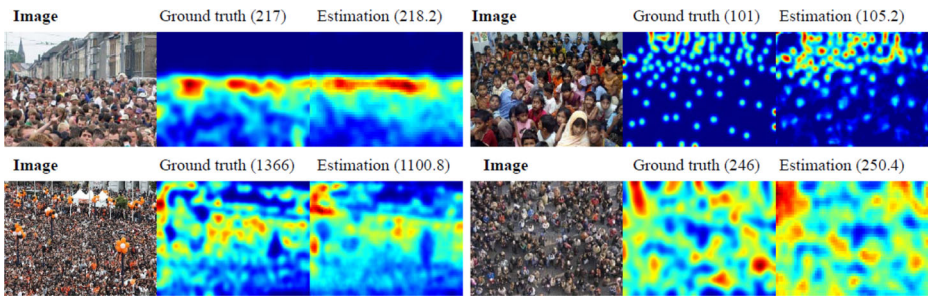 Image Ground truth (217) Estimation (218.2) Image Ground truth (101) Estimation (105.2)
Image Ground truth (1366) Estimation (1100.8) Image Ground truth (246) Estimation (250.4)